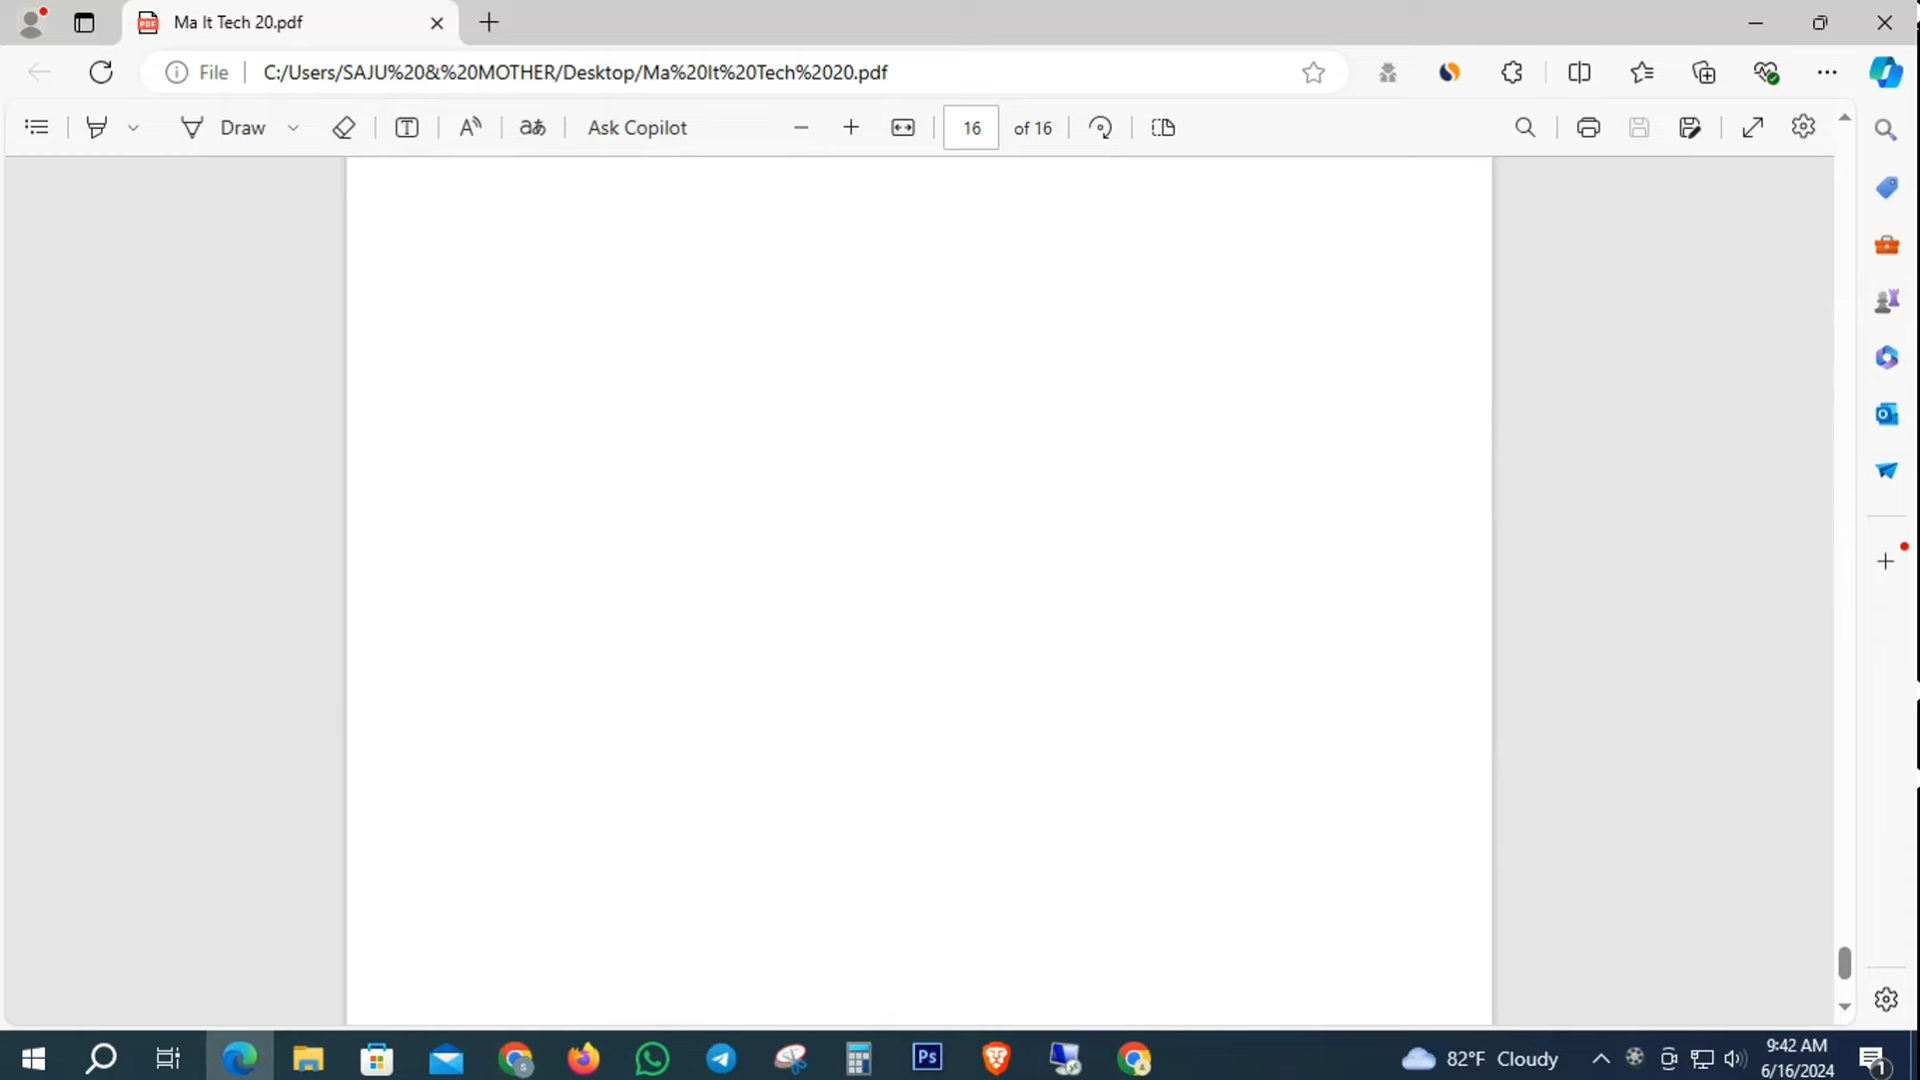 Ma It Tech 20.pdf
File
C:/Users/SAJU%20&%20MOTHER/Desktop/Ma%20It%20Tech%2020.pdf
Draw
Ask Copilot
16 of 16
82°F Cloudy
9:42 AM
6/16/2024